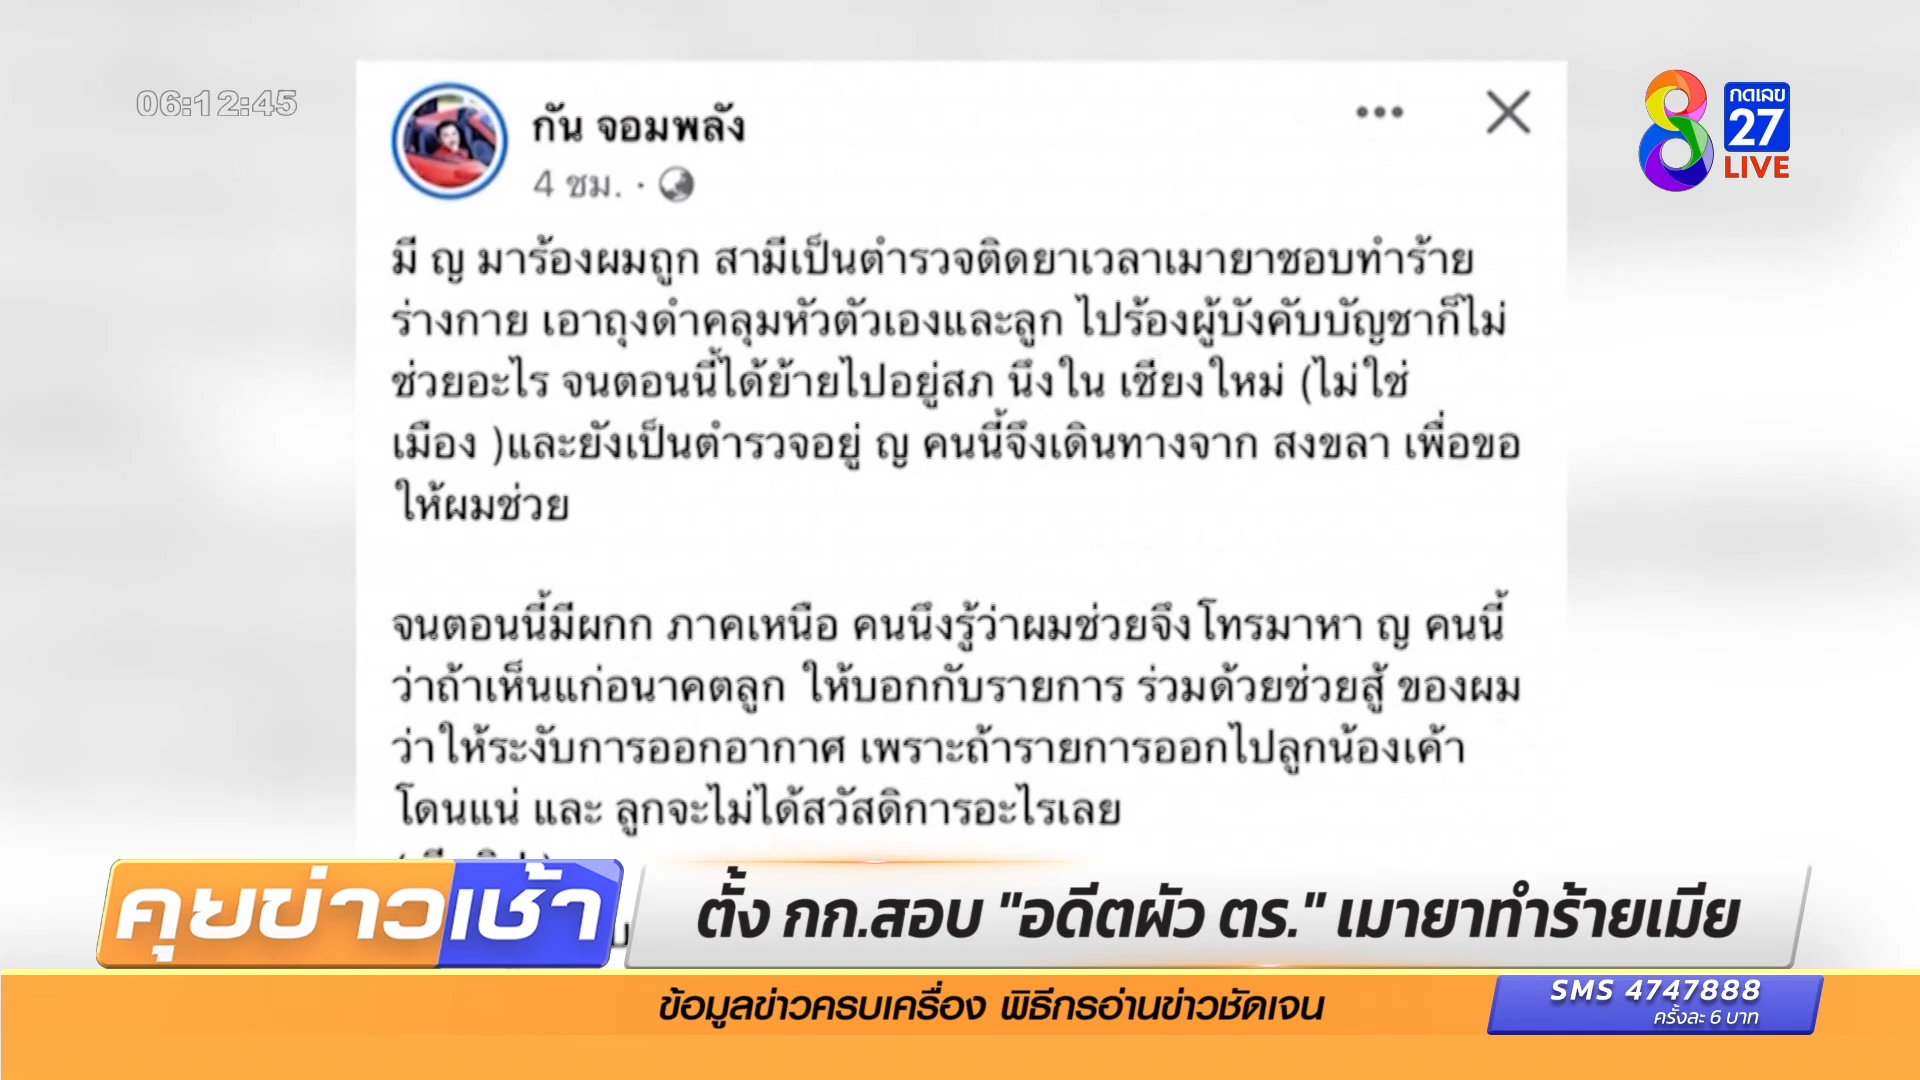 06:12:45
กัน จอมพลัง
4 ชม. ·
8
กดเลข
27
LIVE
มี ญ มาร้องผมถูก สามีเป็นตำรวจติดยาเวลาเมายาชอบทำร้าย
ร่างกาย เอาถุงดำคลุมหัวตัวเองและลูก ไปร้องผู้บังคับบัญชาก็ไม่
ช่วยอะไร จนตอนนี้ได้ย้ายไปอยู่สภ นึงใน เชียงใหม่ (ไม่ใช่
เมือง )และยังเป็นตำรวจอยู่ ญ คนนี้จึงเดินทางจาก สงขลา เพื่อขอ
ให้ผมช่วย
จนตอนนี้มีผกก ภาคเหนือ คนนึงรู้ว่าผมช่วยจึงโทรมาหา ญ คนนี้
ว่าถ้าเห็นแก่อนาคตลูก ให้บอกกับรายการ ร่วมด้วยช่วยสู้ ของผม
ว่าให้ระงับการออกอากาศ เพราะถ้ารายการออกไปลูกน้องเค้า
โดนแน่ และ ลูกจะไม่ได้สวัสดิการอะไรเลย
คุยข่าวเช้า
ตั้ง กก.สอบ "อดีตผัว ตร." เมายาทำร้ายเมีย
ข้อมูลข่าวครบเครื่อง พิธีกรอ่านข่าวชัดเจน
SMS 4747888
ครั้งละ 6 บาท